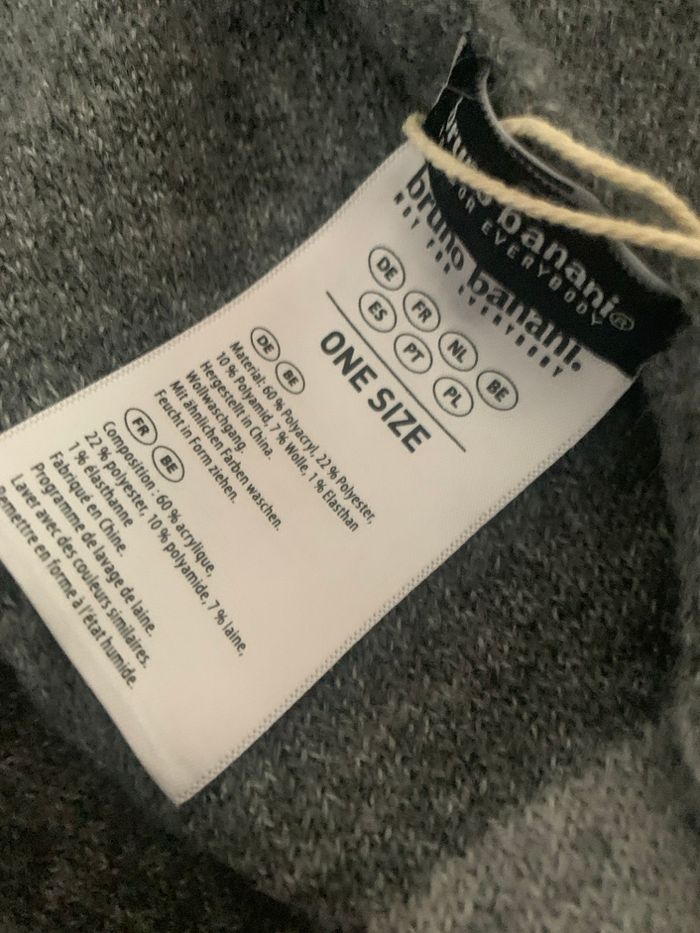 bruno banani®
FOR EVERYBODY
bruno banani.
NOT FOR EVERYBODY
DE FR NL BE
ES PT PL
ONE SIZE
DE BE
Material: 60 % Polyacryl, 22 % Polyester,
10 % Polyamid, 7 % Wolle, 1 % Elasthan
Hergestellt in China.
Wollwaschgang.
Mit ähnlichen Farben waschen.
Feucht in Form ziehen.
FR BE
Composition : 60 % acrylique,
22 % polyester, 10 % polyamide, 7 % laine,
1 % élasthanne
Fabriqué en Chine.
Programme de lavage de laine.
Laver avec des couleurs similaires.
Remettre en forme à l'état humide.